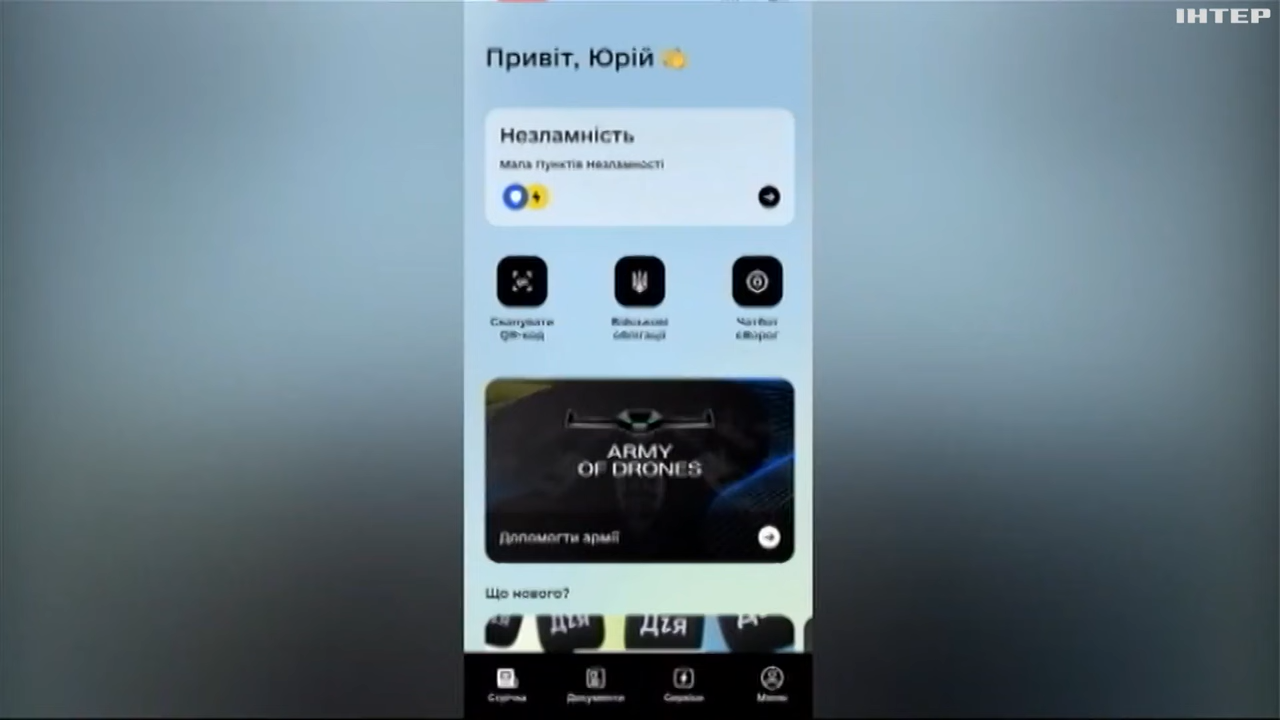 ІНТЕР
Привіт, Юрій
Незламність
Мапа Пунктів Незламності
Сканувати
QR-код
Військові
облігації
Чатбот
єВорог
ARMY
OF DRONES
Допомогти армії
Що нового?
Дія
Дія
Стрічка
Документи
Сервіси
Меню